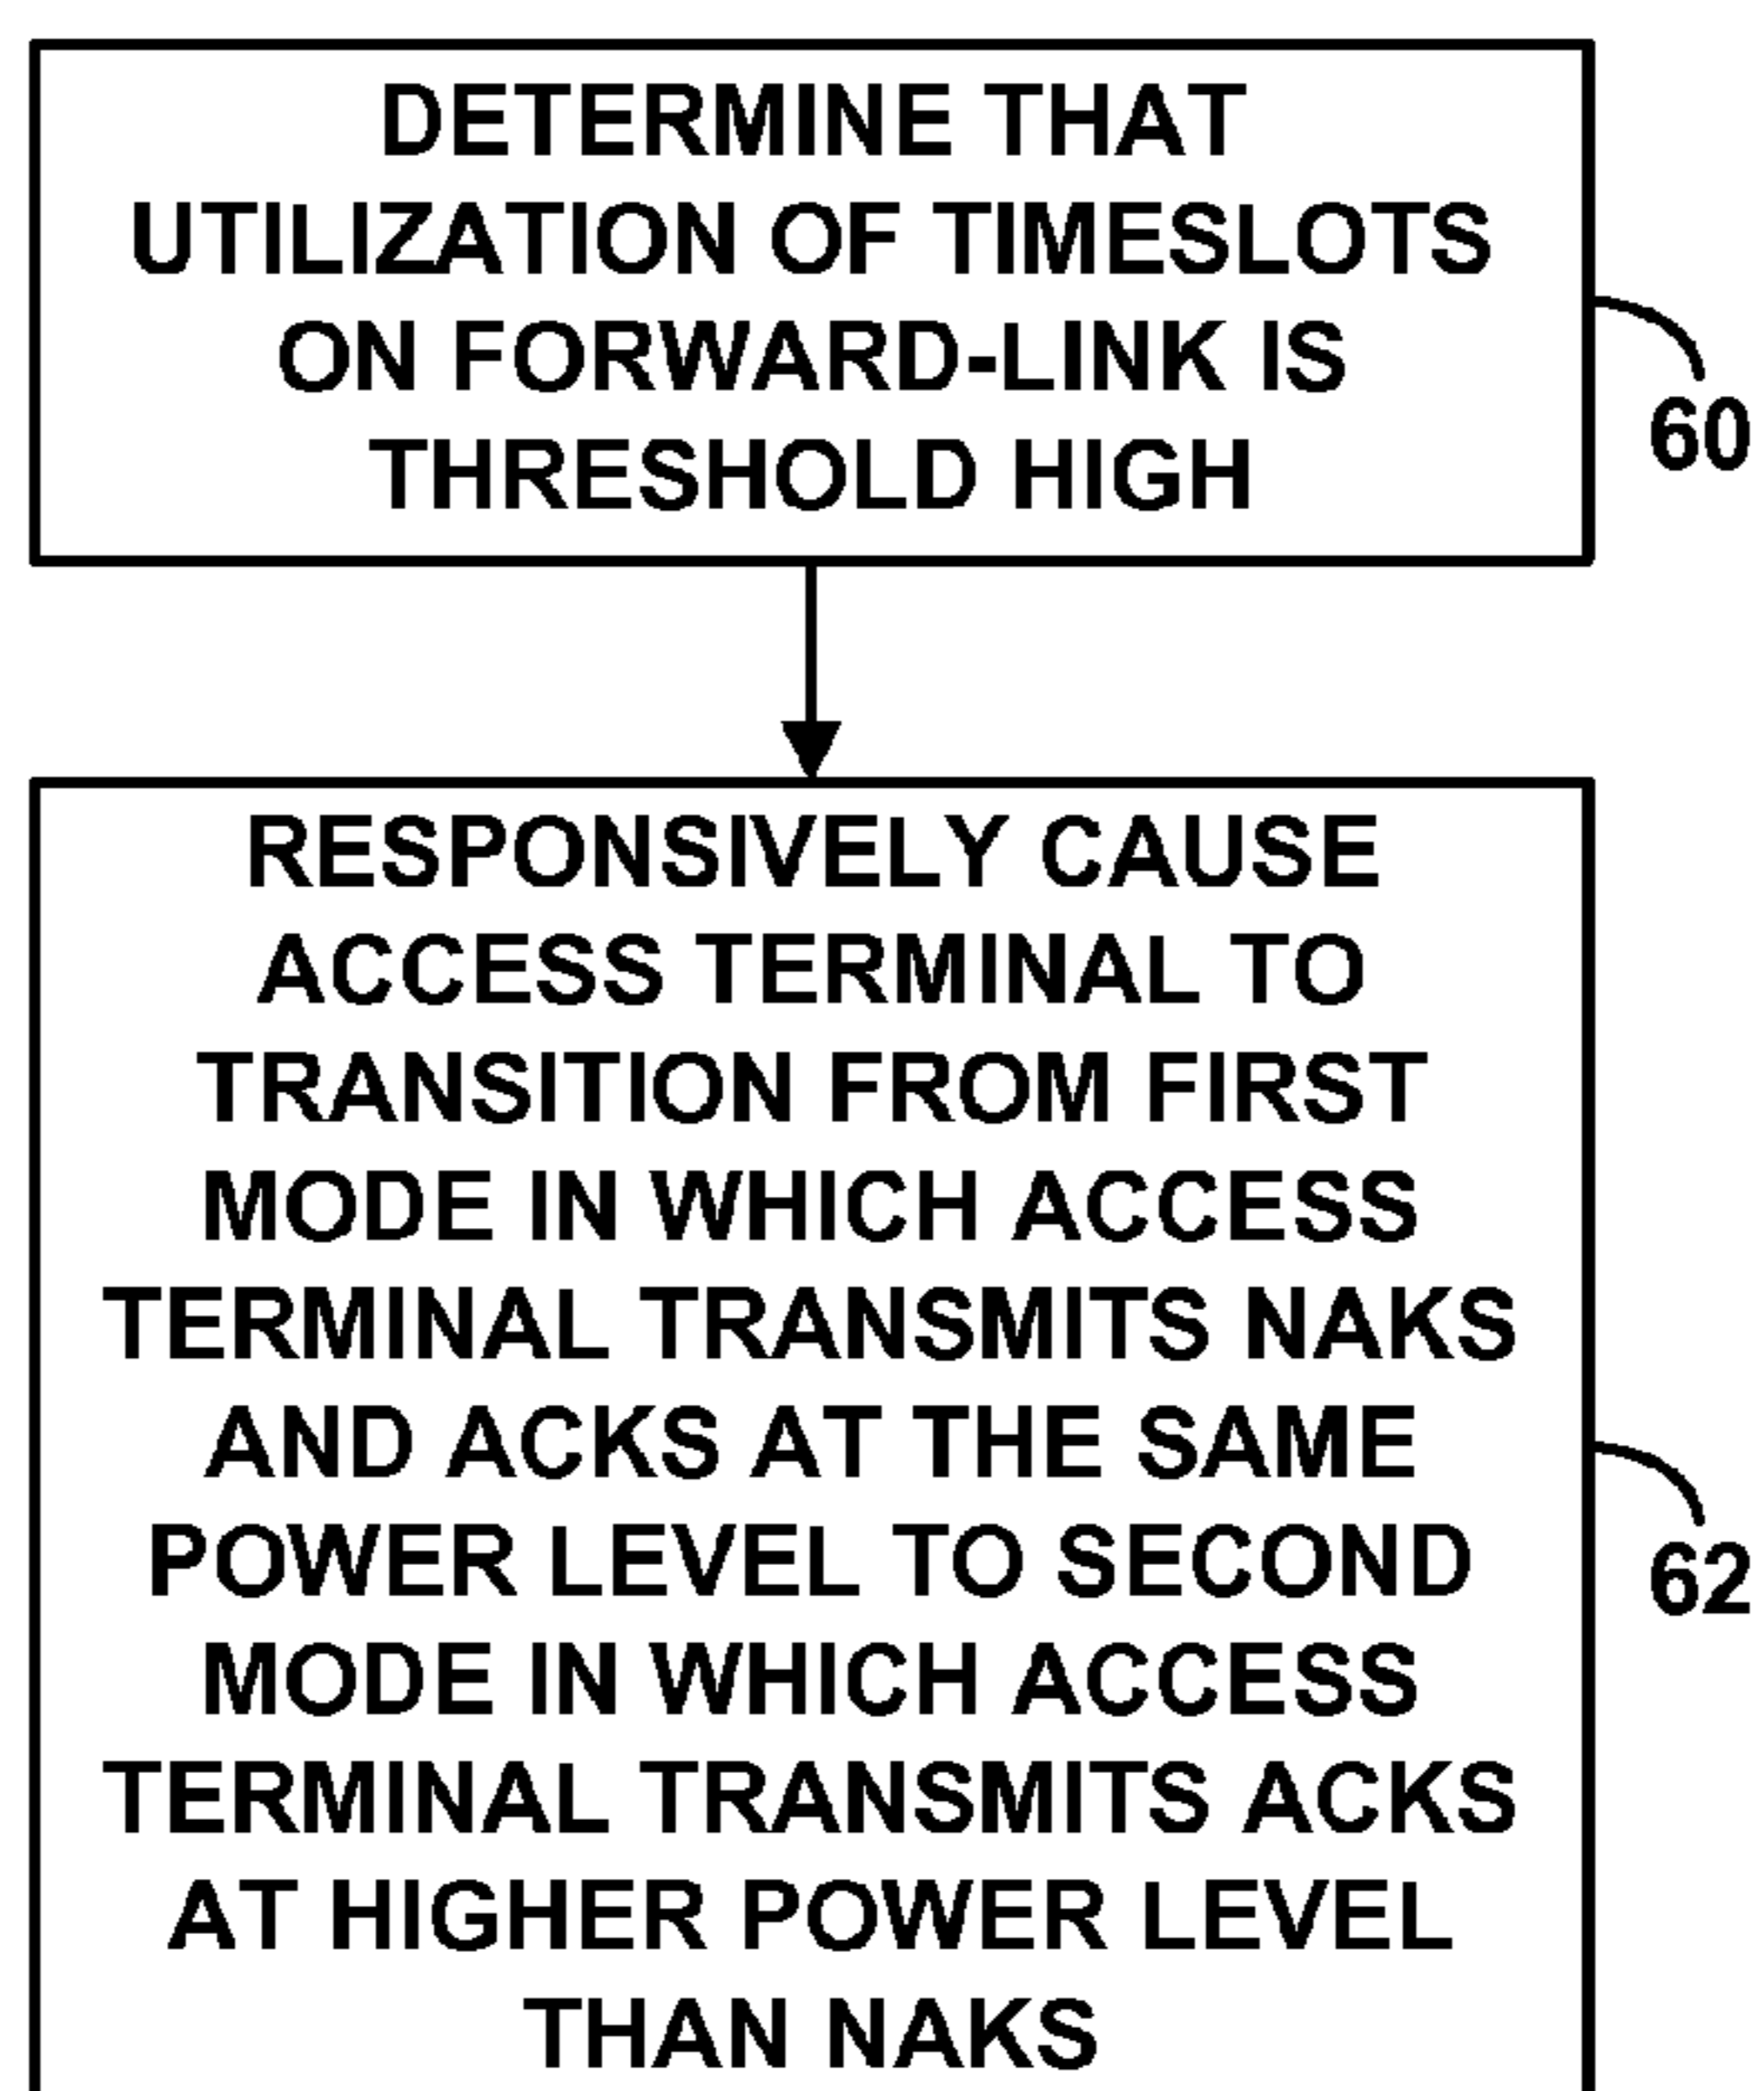 DETERMINE THAT
UTILIZATION OF TIMESLOTS
ON FORWARD-LINK IS
THRESHOLD HIGH
60
RESPONSIVELY CAUSE
ACCESS TERMINAL TO
TRANSITION FROM FIRST
MODE IN WHICH ACCESS
TERMINAL TRANSMITS NAKS
AND ACKS AT THE SAME
POWER LEVEL TO SECOND
MODE IN WHICH ACCESS
TERMINAL TRANSMITS ACKS
AT HIGHER POWER LEVEL
THAN NAKS
62